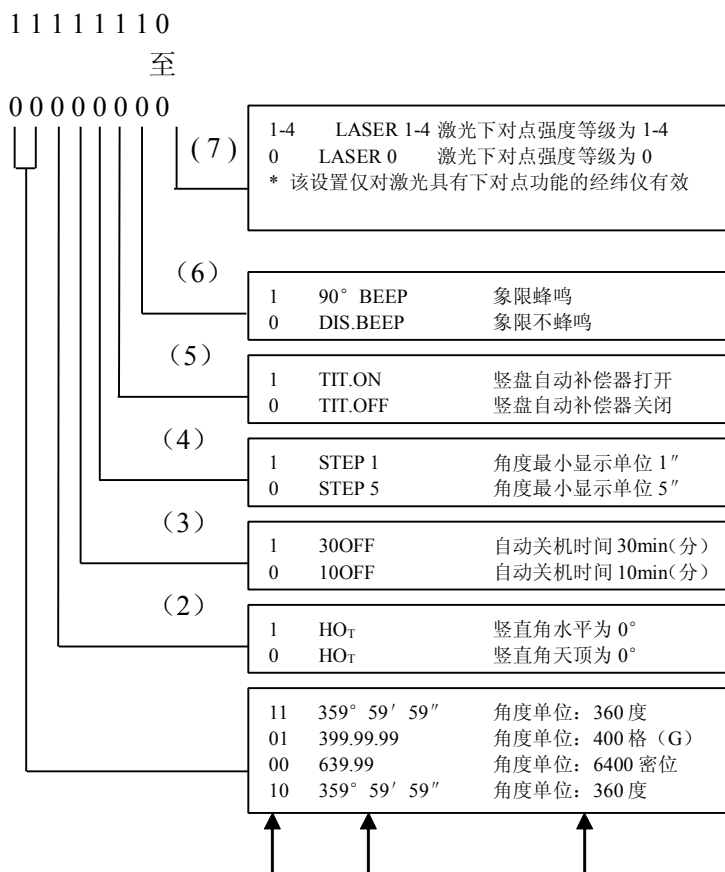 1 1 1 1 1 1 1 0
至
0 0 0 0 0 0 0 0
(7)
1-4 LASER 1-4 激光下对点强度等级为 1-4
0 LASER 0 激光下对点强度等级为 0
* 该设置仅对激光具有下对点功能的经纬仪有效
(6)
1 90° BEEP 象限蜂鸣
0 DIS.BEEP 象限不蜂鸣
(5)
1 TIT.ON 竖盘自动补偿器打开
0 TIT.OFF 竖盘自动补偿器关闭
(4)
1 STEP 1 角度最小显示单位 1″
0 STEP 5 角度最小显示单位 5″
(3)
1 30OFF 自动关机时间 30min(分)
0 10OFF 自动关机时间 10min(分)
(2)
1 HOT 竖直角水平为 0°
0 HOT 竖直角天顶为 0°
11 359° 59′ 59″ 角度单位：360 度
01 399.99.99 角度单位：400 格（G）
00 639.99 角度单位：6400 密位
10 359° 59′ 59″ 角度单位：360 度